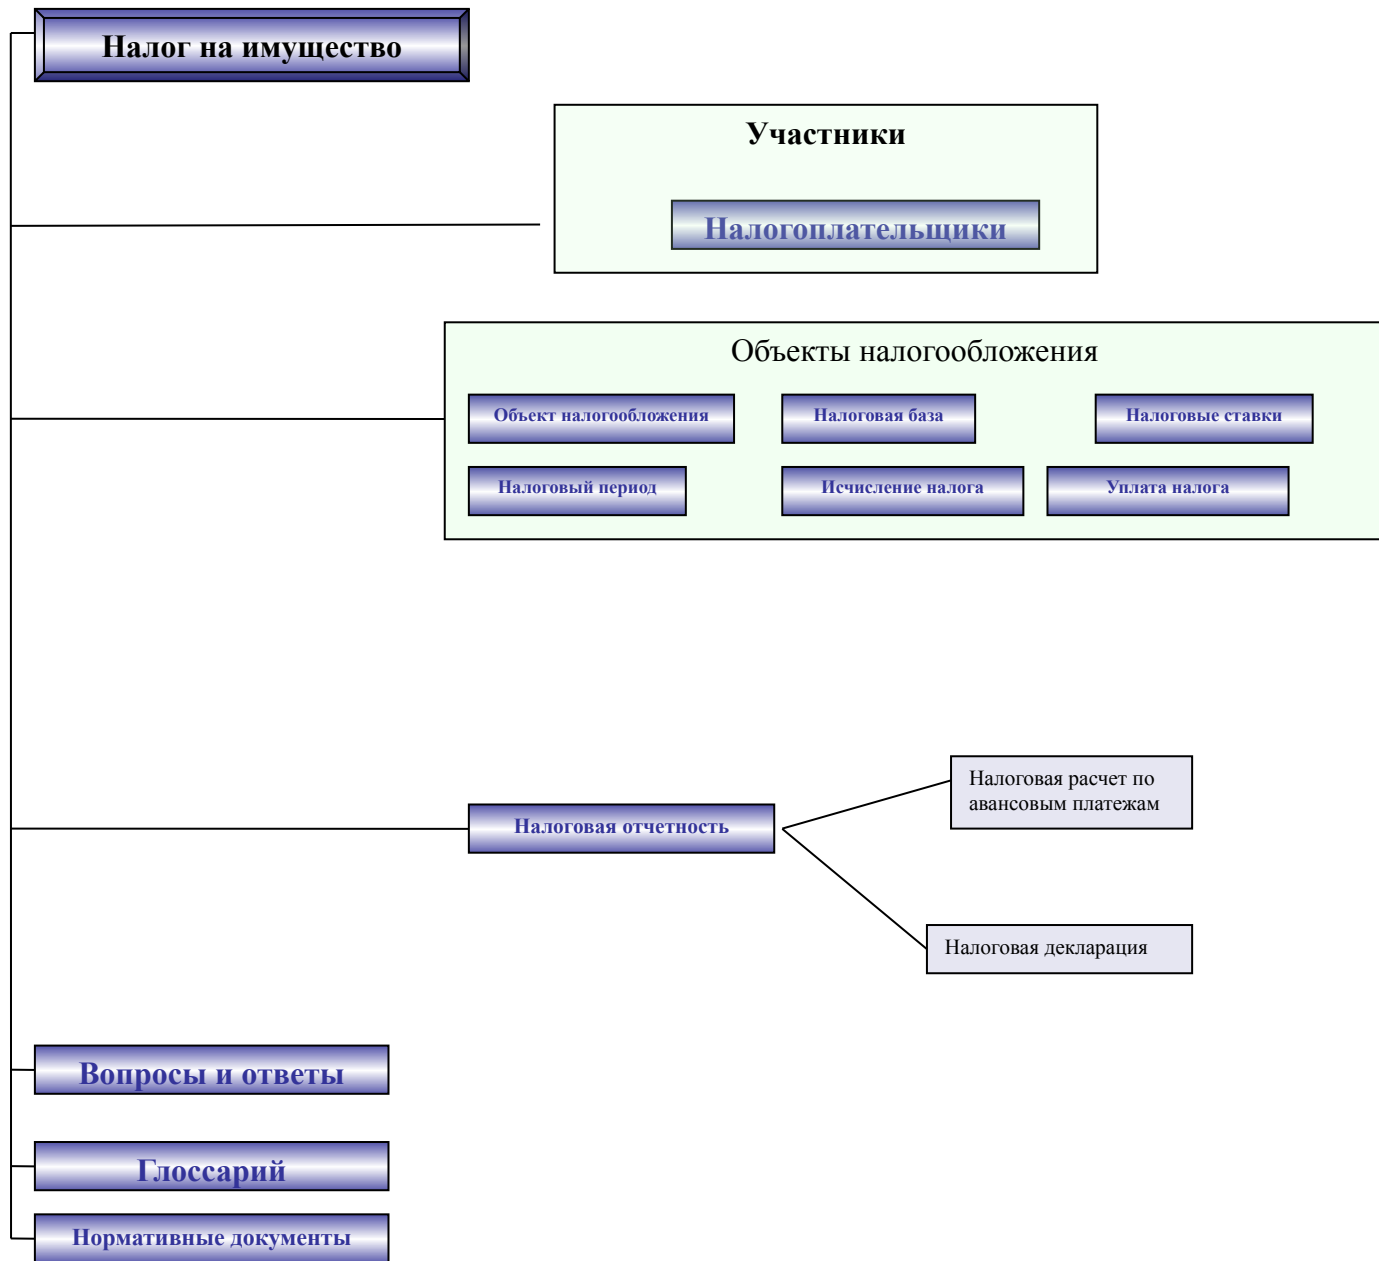 Налог на имущество
Участники
Налогоплательщики
Объекты налогообложения
Объект налогообложения
Налоговая база
Налоговые ставки
Налоговый период
Исчисление налога
Уплата налога
Налоговая расчет по
авансовым платежам
Налоговая отчетность
Налоговая декларация
Вопросы и ответы
Глоссарий
Нормативные документы